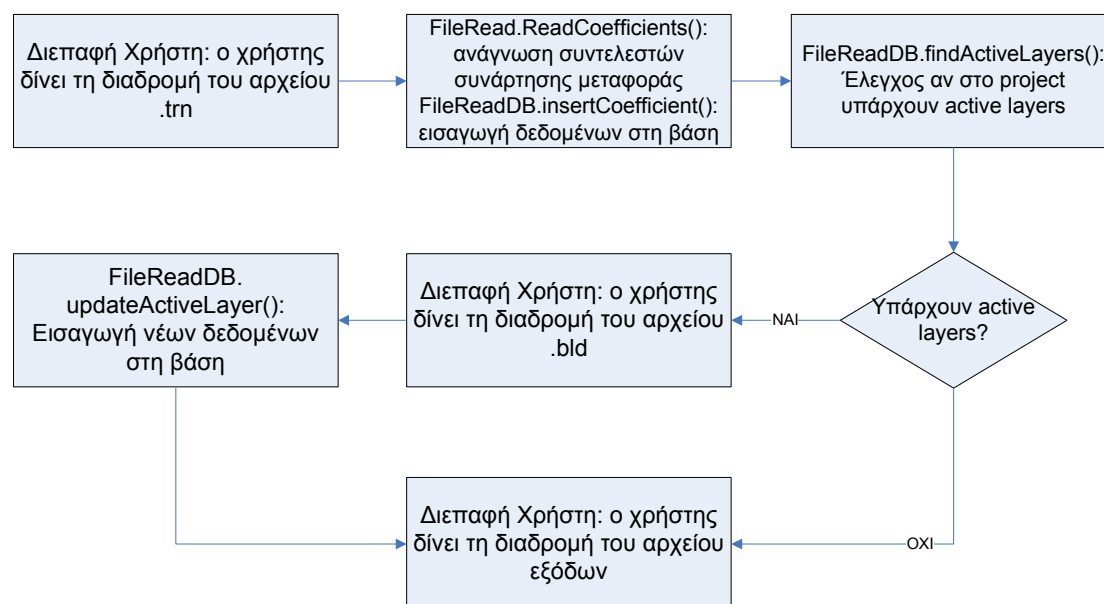 Διεπαφή Χρήστη: ο χρήστης
δίνει τη διαδρομή του αρχείου
.trn
FileRead.ReadCoefficients():
ανάγνωση συντελεστών
συνάρτησης μεταφοράς
FileReadDB.insertCoefficient():
εισαγωγή δεδομένων στη βάση
FileReadDB.findActiveLayers():
Έλεγχος αν στο project
υπάρχουν active layers
FileReadDB.
updateActiveLayer():
Εισαγωγή νέων δεδομένων
στη βάση
Διεπαφή Χρήστη: ο χρήστης
δίνει τη διαδρομή του αρχείου
.bld
ΝΑΙ
Υπάρχουν active
layers?
Διεπαφή Χρήστη: ο χρήστης
δίνει τη διαδρομή του αρχείου
εξόδων
ΟΧΙ